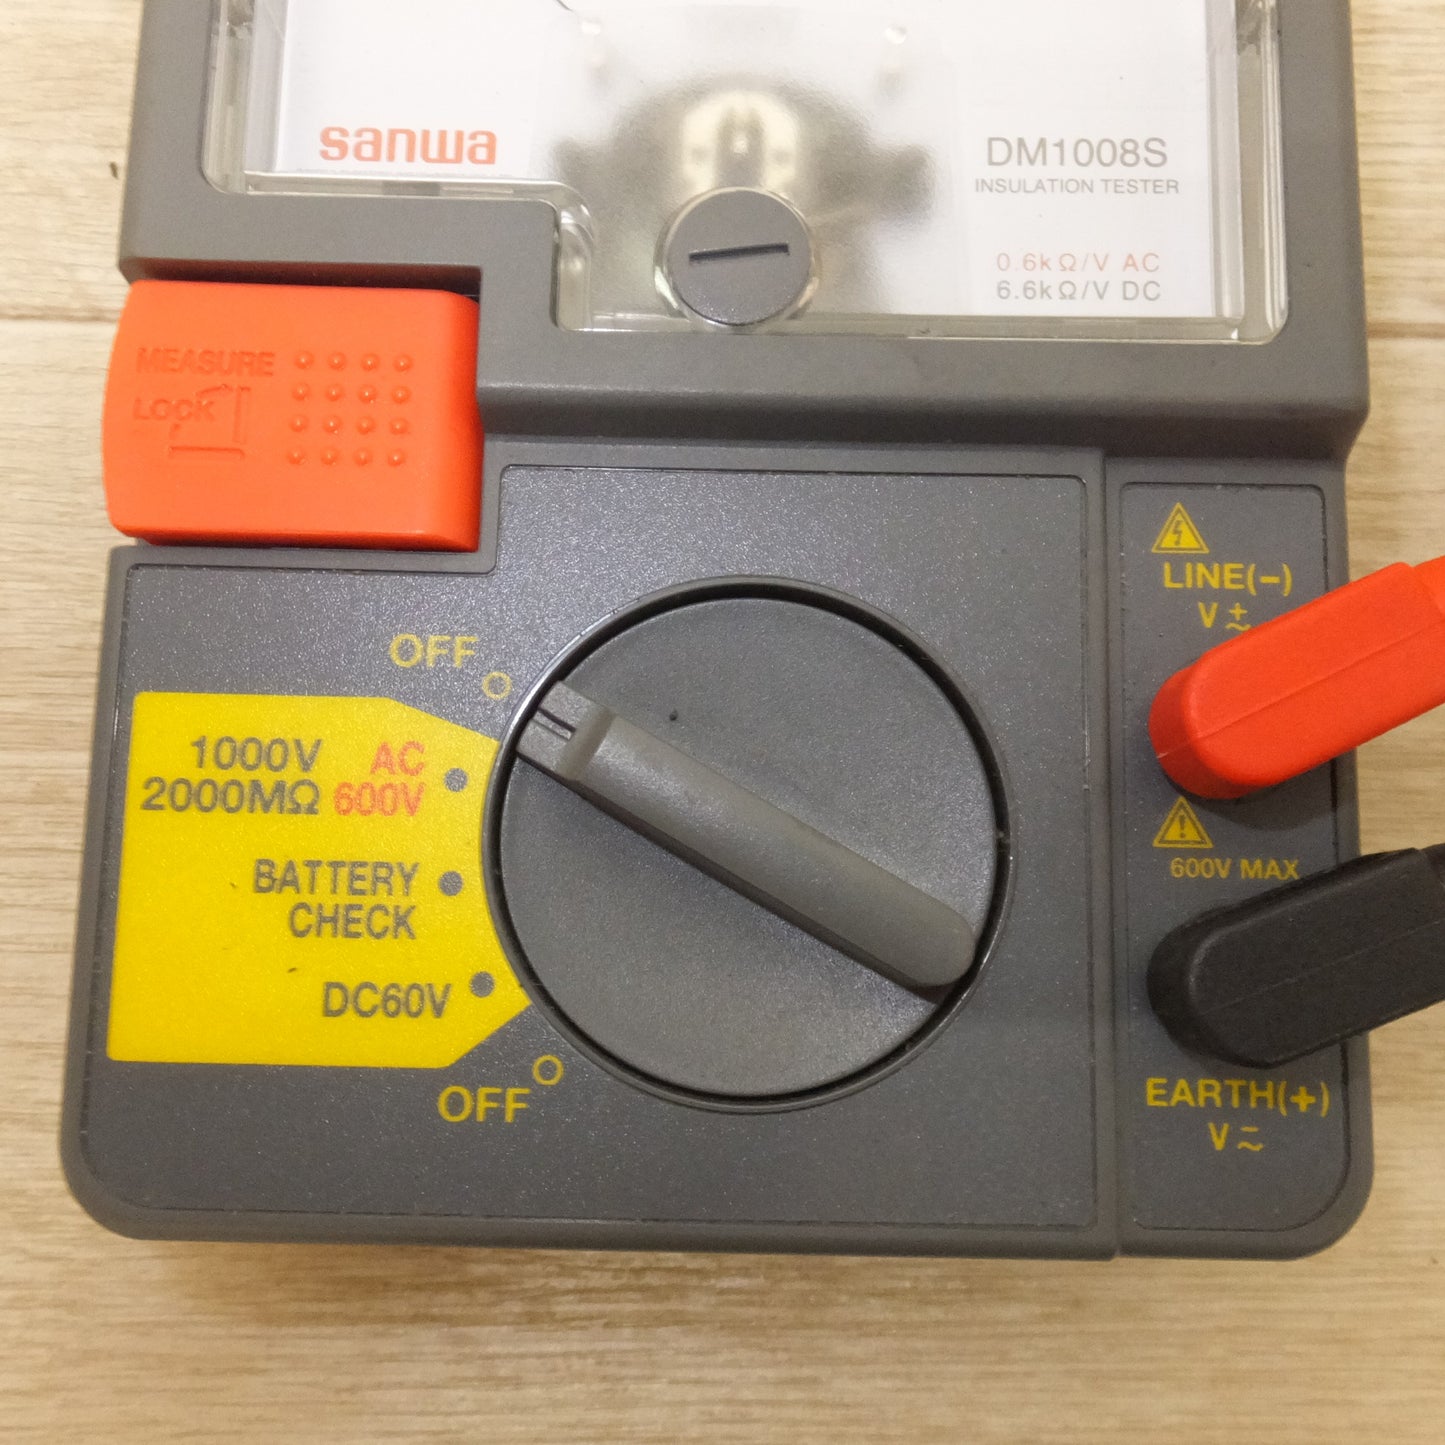 sanwa
DM1008S
INSULATION TESTER
0.6kΩ/V AC
6.6kΩ/V DC
MEASURE
LOCK
OFF
1000V AC
2000MΩ 600V
BATTERY
CHECK
DC60V
OFF
LINE(-)
V
600V MAX
EARTH(+)
V